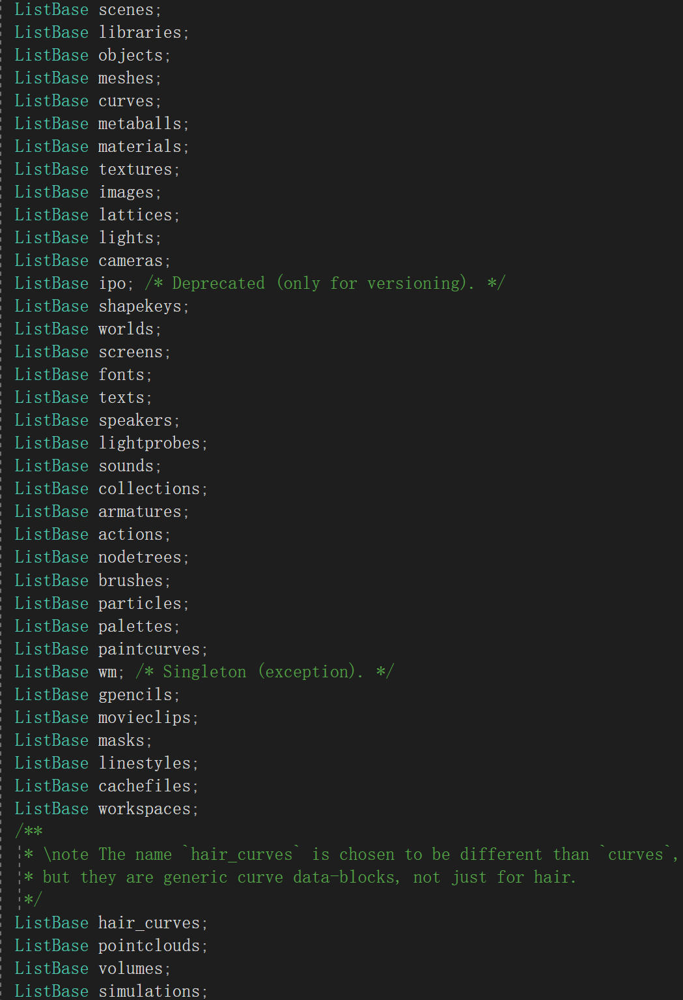 ListBase scenes;
ListBase libraries;
ListBase objects;
ListBase meshes;
ListBase curves;
ListBase metaballs;
ListBase materials;
ListBase textures;
ListBase images;
ListBase lattices;
ListBase lights;
ListBase cameras;
ListBase ipo; /* Deprecated (only for versioning). */
ListBase shapekeys;
ListBase worlds;
ListBase screens;
ListBase fonts;
ListBase texts;
ListBase speakers;
ListBase lightprobes;
ListBase sounds;
ListBase collections;
ListBase armatures;
ListBase actions;
ListBase nodetrees;
ListBase brushes;
ListBase particles;
ListBase palettes;
ListBase paintcurves;
ListBase wm; /* Singleton (exception). */
ListBase gpencils;
ListBase movieclips;
ListBase masks;
ListBase linestyles;
ListBase cachefiles;
ListBase workspaces;
/**
* \note The name `hair_curves` is chosen to be different than `curves`,
* but they are generic curve data-blocks, not just for hair.
*/
ListBase hair_curves;
ListBase pointclouds;
ListBase volumes;
ListBase simulations;